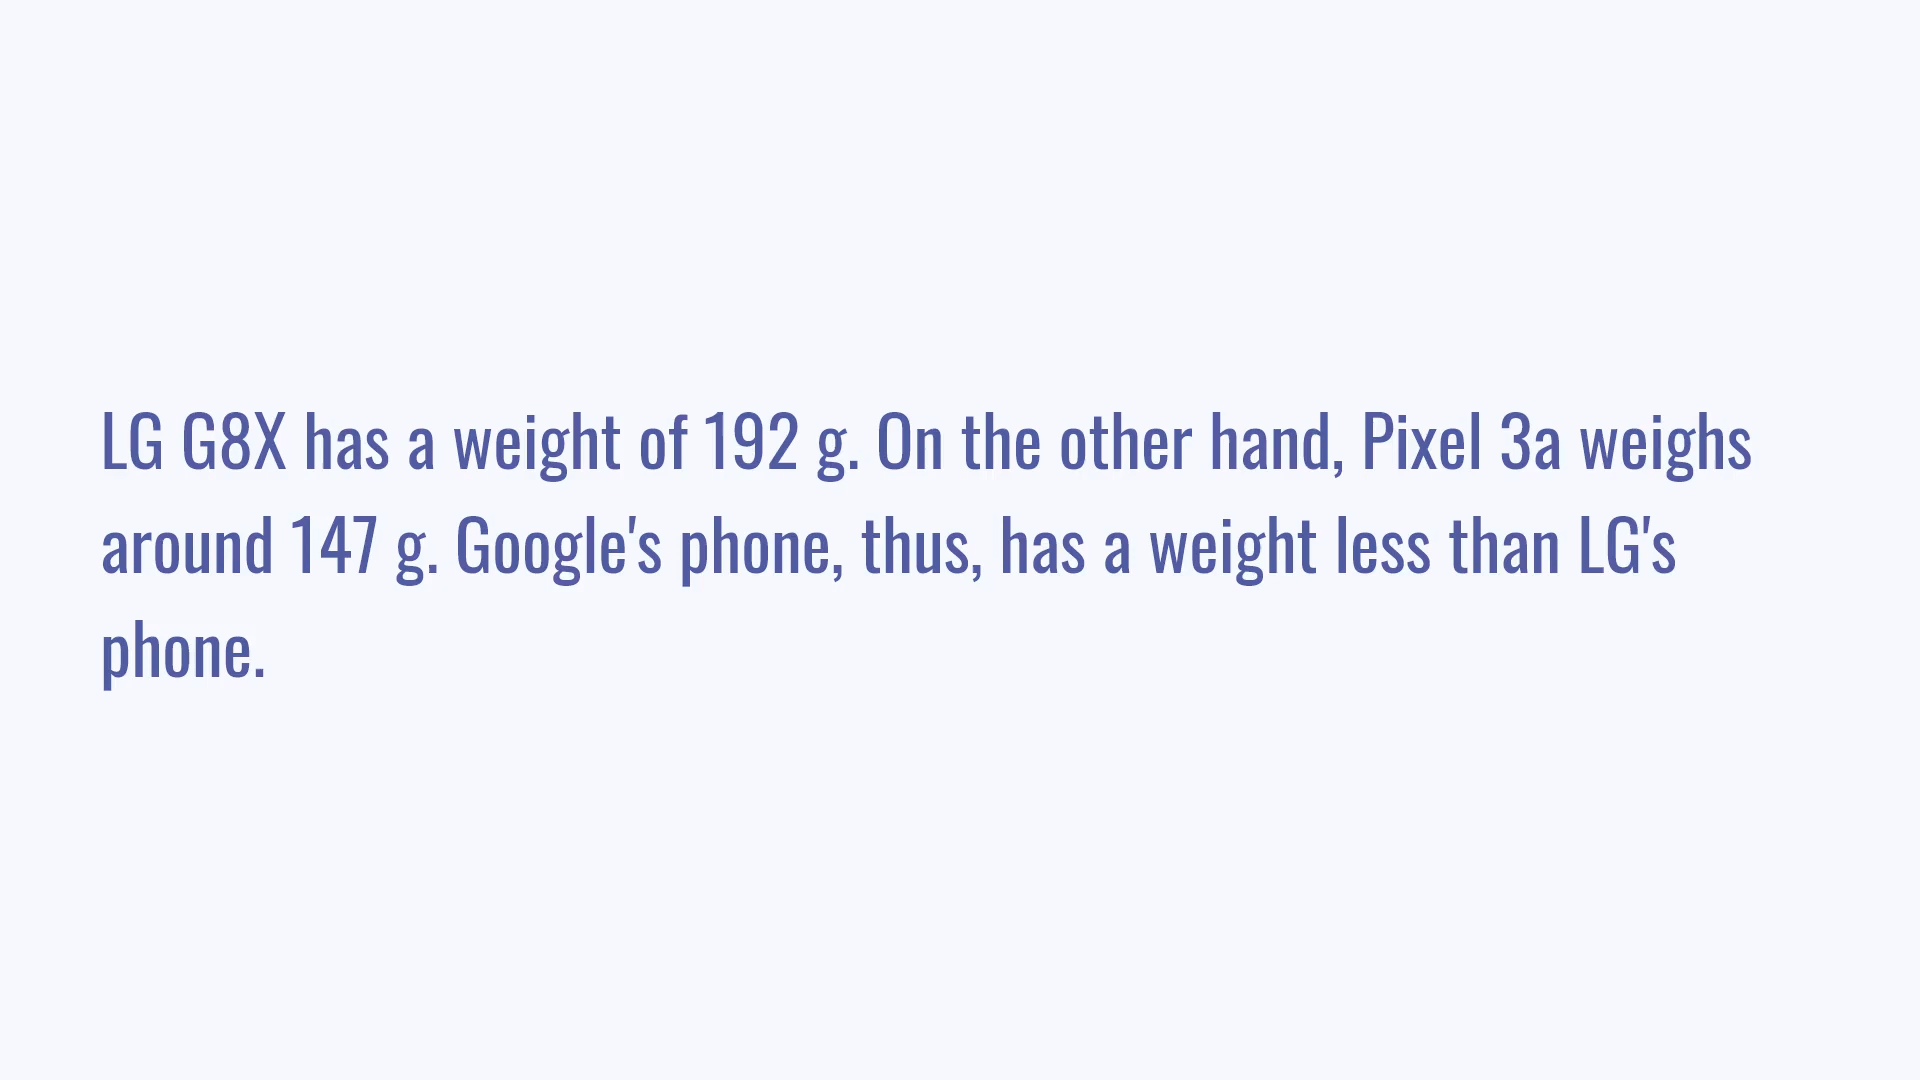 LG G8X has a weight of 192 g. On the other hand, Pixel 3a weighs
around 147 g. Google's phone, thus, has a weight less than LG's
phone.